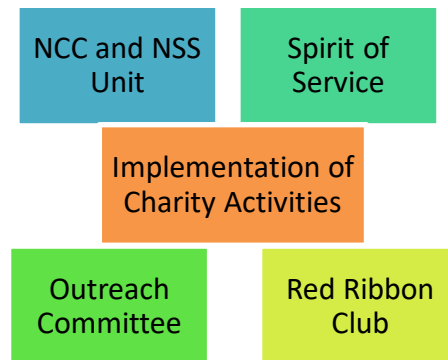 NCC and NSS
Unit
Spirit of
Service
Implementation of
Charity Activities
Outreach
Committee
Red Ribbon
Club